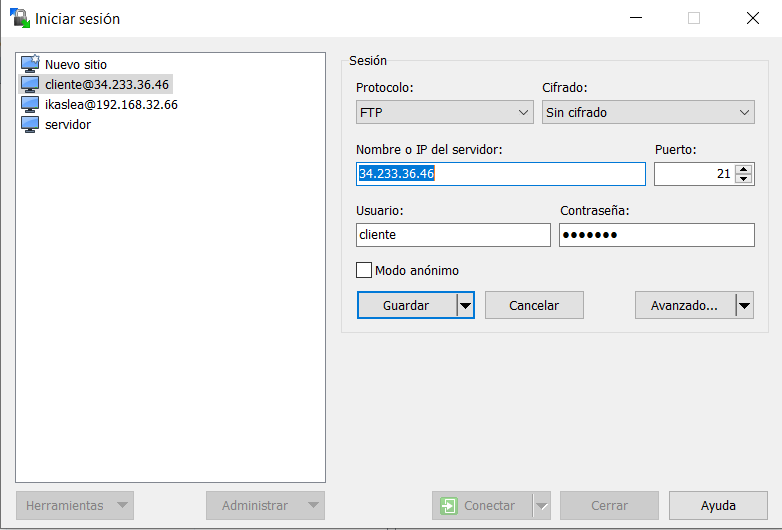 Iniciar sesión
Nuevo sitio
cliente@34.233.36.46
ikaslea@192.168.32.66
servidor
Sesión
Protocolo: Cifrado:
FTP Sin cifrado
Nombre o IP del servidor: Puerto:
34.233.36.46 21
Usuario: Contraseña:
cliente •••••••
Modo anónimo
Guardar Cancelar Avanzado...
Herramientas Administrar Conectar Cerrar Ayuda